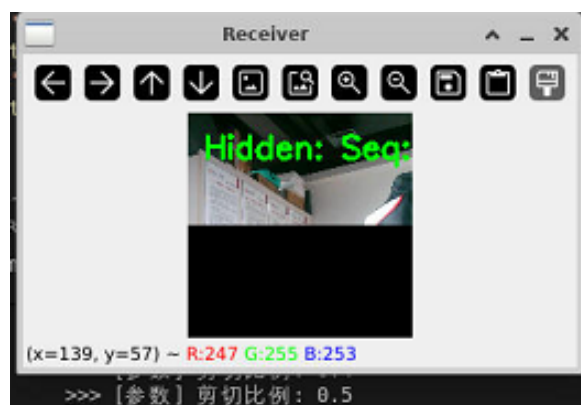 Receiver
Hidden: Seq:
(x=139, y=57) ~ R:247 G:255 B:253
>>> [参数] 剪切比例: 0.5